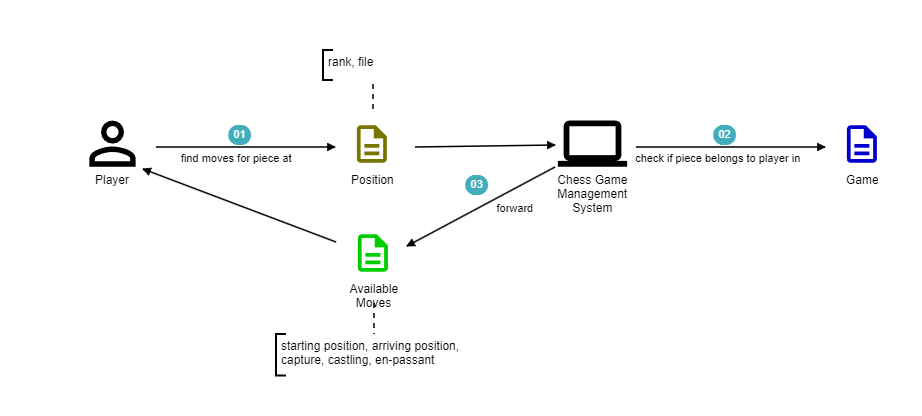 rank, file
01
find moves for piece at
02
check if piece belongs to player in
Player
Position
Chess Game
Management
System
Game
03
forward
Available
Moves
starting position, arriving position,
capture, castling, en-passant